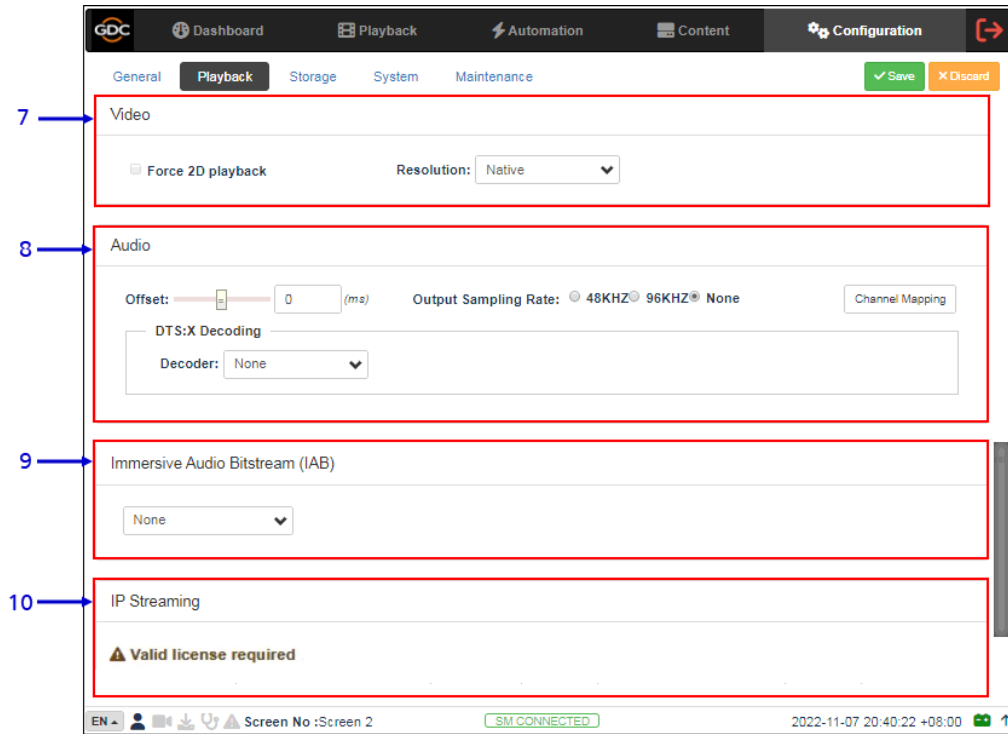 GDC Dashboard Playback Automation Content Configuration
General Playback Storage System Maintenance Save Discard
7 Video
Force 2D playback Resolution: Native
8 Audio
Offset: 0 (ms) Output Sampling Rate: 48KHZ 96KHZ None Channel Mapping
DTS:X Decoding
Decoder: None
9 Immersive Audio Bitstream (IAB)
None
10 IP Streaming
Valid license required
EN Screen No :Screen 2 SM CONNECTED 2022-11-07 20:40:22 +08:00